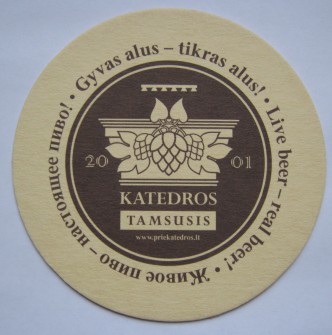 Gyvas alus – tikras alus! •
Live beer – real beer! •
Живое пиво – настоящее пиво! •
20 01
KATEDROS
TAMSUSIS
www.priekatedros.lt